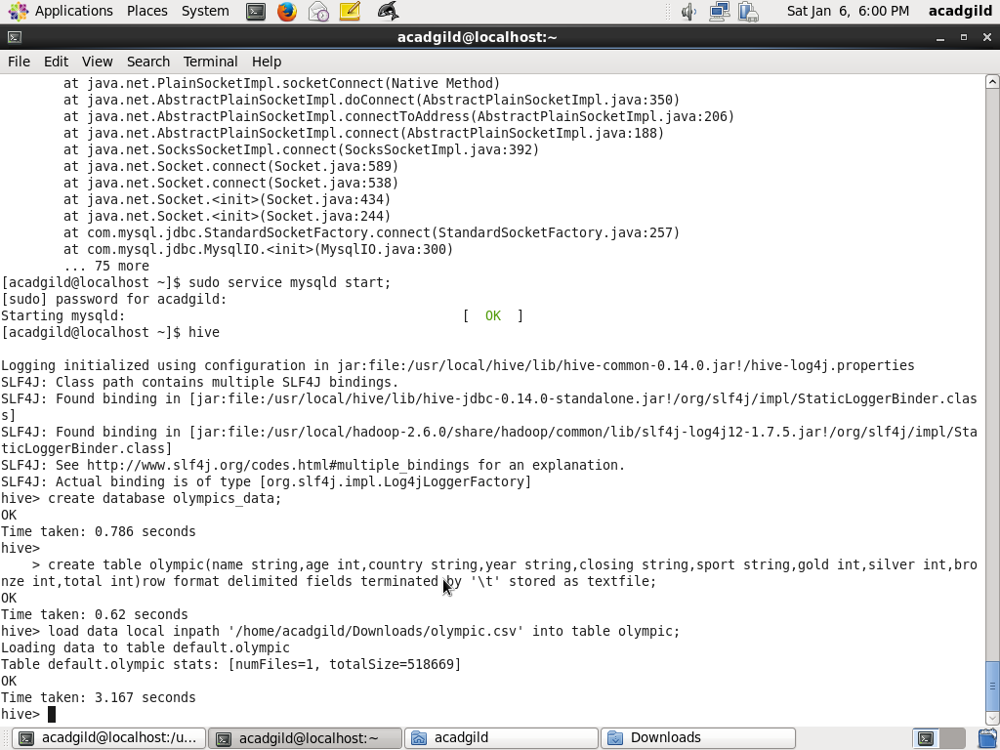 Applications Places System Sat Jan 6, 6:00 PM acadgild
acadgild@localhost:~
File Edit View Search Terminal Help
        at java.net.PlainSocketImpl.socketConnect(Native Method)
        at java.net.AbstractPlainSocketImpl.doConnect(AbstractPlainSocketImpl.java:350)
        at java.net.AbstractPlainSocketImpl.connectToAddress(AbstractPlainSocketImpl.java:206)
        at java.net.AbstractPlainSocketImpl.connect(AbstractPlainSocketImpl.java:188)
        at java.net.SocksSocketImpl.connect(SocksSocketImpl.java:392)
        at java.net.Socket.connect(Socket.java:589)
        at java.net.Socket.connect(Socket.java:538)
        at java.net.Socket.<init>(Socket.java:434)
        at java.net.Socket.<init>(Socket.java:244)
        at com.mysql.jdbc.StandardSocketFactory.connect(StandardSocketFactory.java:257)
        at com.mysql.jdbc.MysqlIO.<init>(MysqlIO.java:300)
        ... 75 more
[acadgild@localhost ~]$ sudo service mysqld start;
[sudo] password for acadgild:
Starting mysqld:                                           [  OK  ]
[acadgild@localhost ~]$ hive
Logging initialized using configuration in jar:file:/usr/local/hive/lib/hive-common-0.14.0.jar!/hive-log4j.properties
SLF4J: Class path contains multiple SLF4J bindings.
SLF4J: Found binding in [jar:file:/usr/local/hive/lib/hive-jdbc-0.14.0-standalone.jar!/org/slf4j/impl/StaticLoggerBinder.clas
s]
SLF4J: Found binding in [jar:file:/usr/local/hadoop-2.6.0/share/hadoop/common/lib/slf4j-log4j12-1.7.5.jar!/org/slf4j/impl/Sta
ticLoggerBinder.class]
SLF4J: See http://www.slf4j.org/codes.html#multiple_bindings for an explanation.
SLF4J: Actual binding is of type [org.slf4j.impl.Log4jLoggerFactory]
hive> create database olympics_data;
OK
Time taken: 0.786 seconds
hive>
    > create table olympic(name string,age int,country string,year string,closing string,sport string,gold int,silver int,bro
nze int,total int)row format delimited fields terminated by '\t' stored as textfile;
OK
Time taken: 0.62 seconds
hive> load data local inpath '/home/acadgild/Downloads/olympic.csv' into table olympic;
Loading data to table default.olympic
Table default.olympic stats: [numFiles=1, totalSize=518669]
OK
Time taken: 3.167 seconds
hive>
acadgild@localhost:/u... acadgild@localhost:~ acadgild Downloads